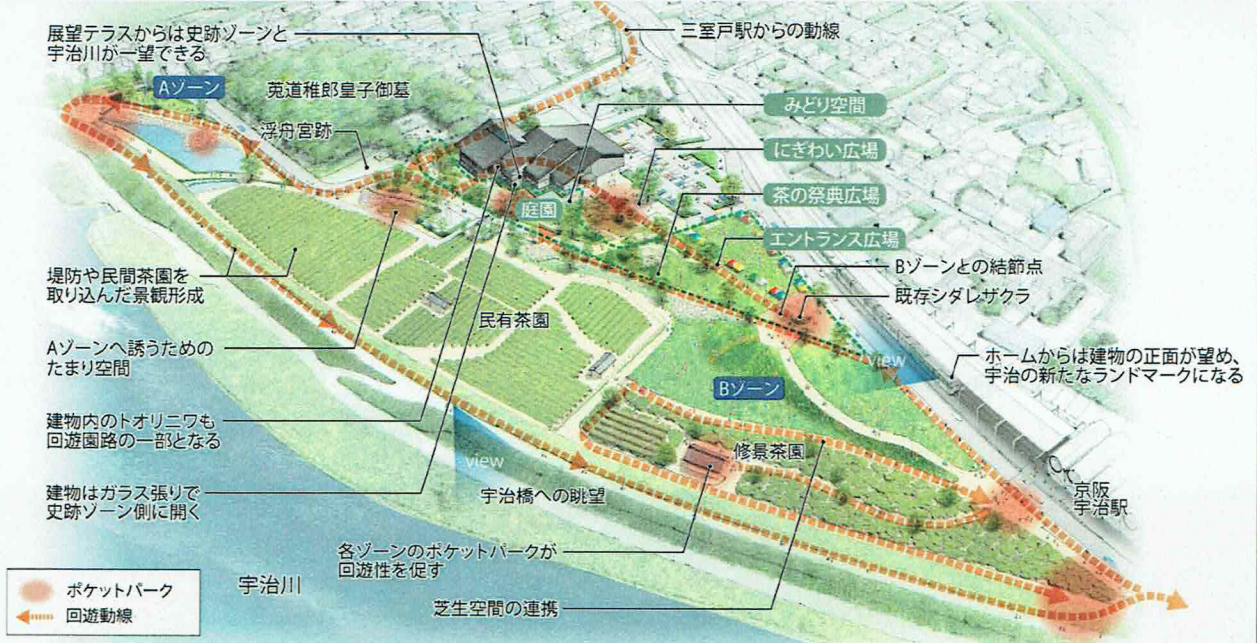 展望テラスからは史跡ゾーンと
宇治川が一望できる
三室戸駅からの動線
Aゾーン
莵道稚郎皇子御墓
浮舟宮跡
みどり空間
にぎわい広場
茶の祭典広場
庭園
エントランス広場
Bゾーンとの結節点
既存シダレザクラ
堤防や民間茶園を
取り込んだ景観形成
民有茶園
Aゾーンへ誘うための
たまり空間
view
ホームからは建物の正面が望め、
宇治の新たなランドマークになる
Bゾーン
建物内のトオリニワも
回遊園路の一部となる
修景茶園
view
建物はガラス張りで
史跡ゾーン側に開く
宇治橋への眺望
京阪
宇治駅
各ゾーンのポケットパークが
回遊性を促す
宇治川
芝生空間の連携
ポケットパーク
回遊動線